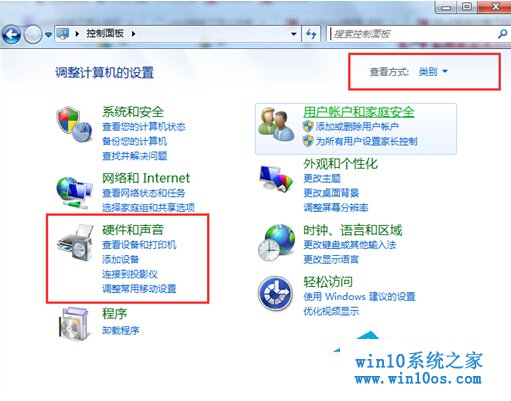 控制面板
搜索控制面板
调整计算机的设置
查看方式: 类别
系统和安全
查看您的计算机状态
备份您的计算机
查找并解决问题
网络和 Internet
查看网络状态和任务
选择家庭组和共享选项
硬件和声音
查看设备和打印机
添加设备
连接到投影仪
调整常用移动设置
程序
卸载程序
用户帐户和家庭安全
添加或删除用户帐户
为所有用户设置家长控制
外观和个性化
更改主题
更改桌面背景
调整屏幕分辨率
时钟、语言和区域
更改键盘或其他输入法
更改显示语言
轻松访问
使用 Windows 建议的设置
优化视频显示
win10系统之家
www.win10os.com